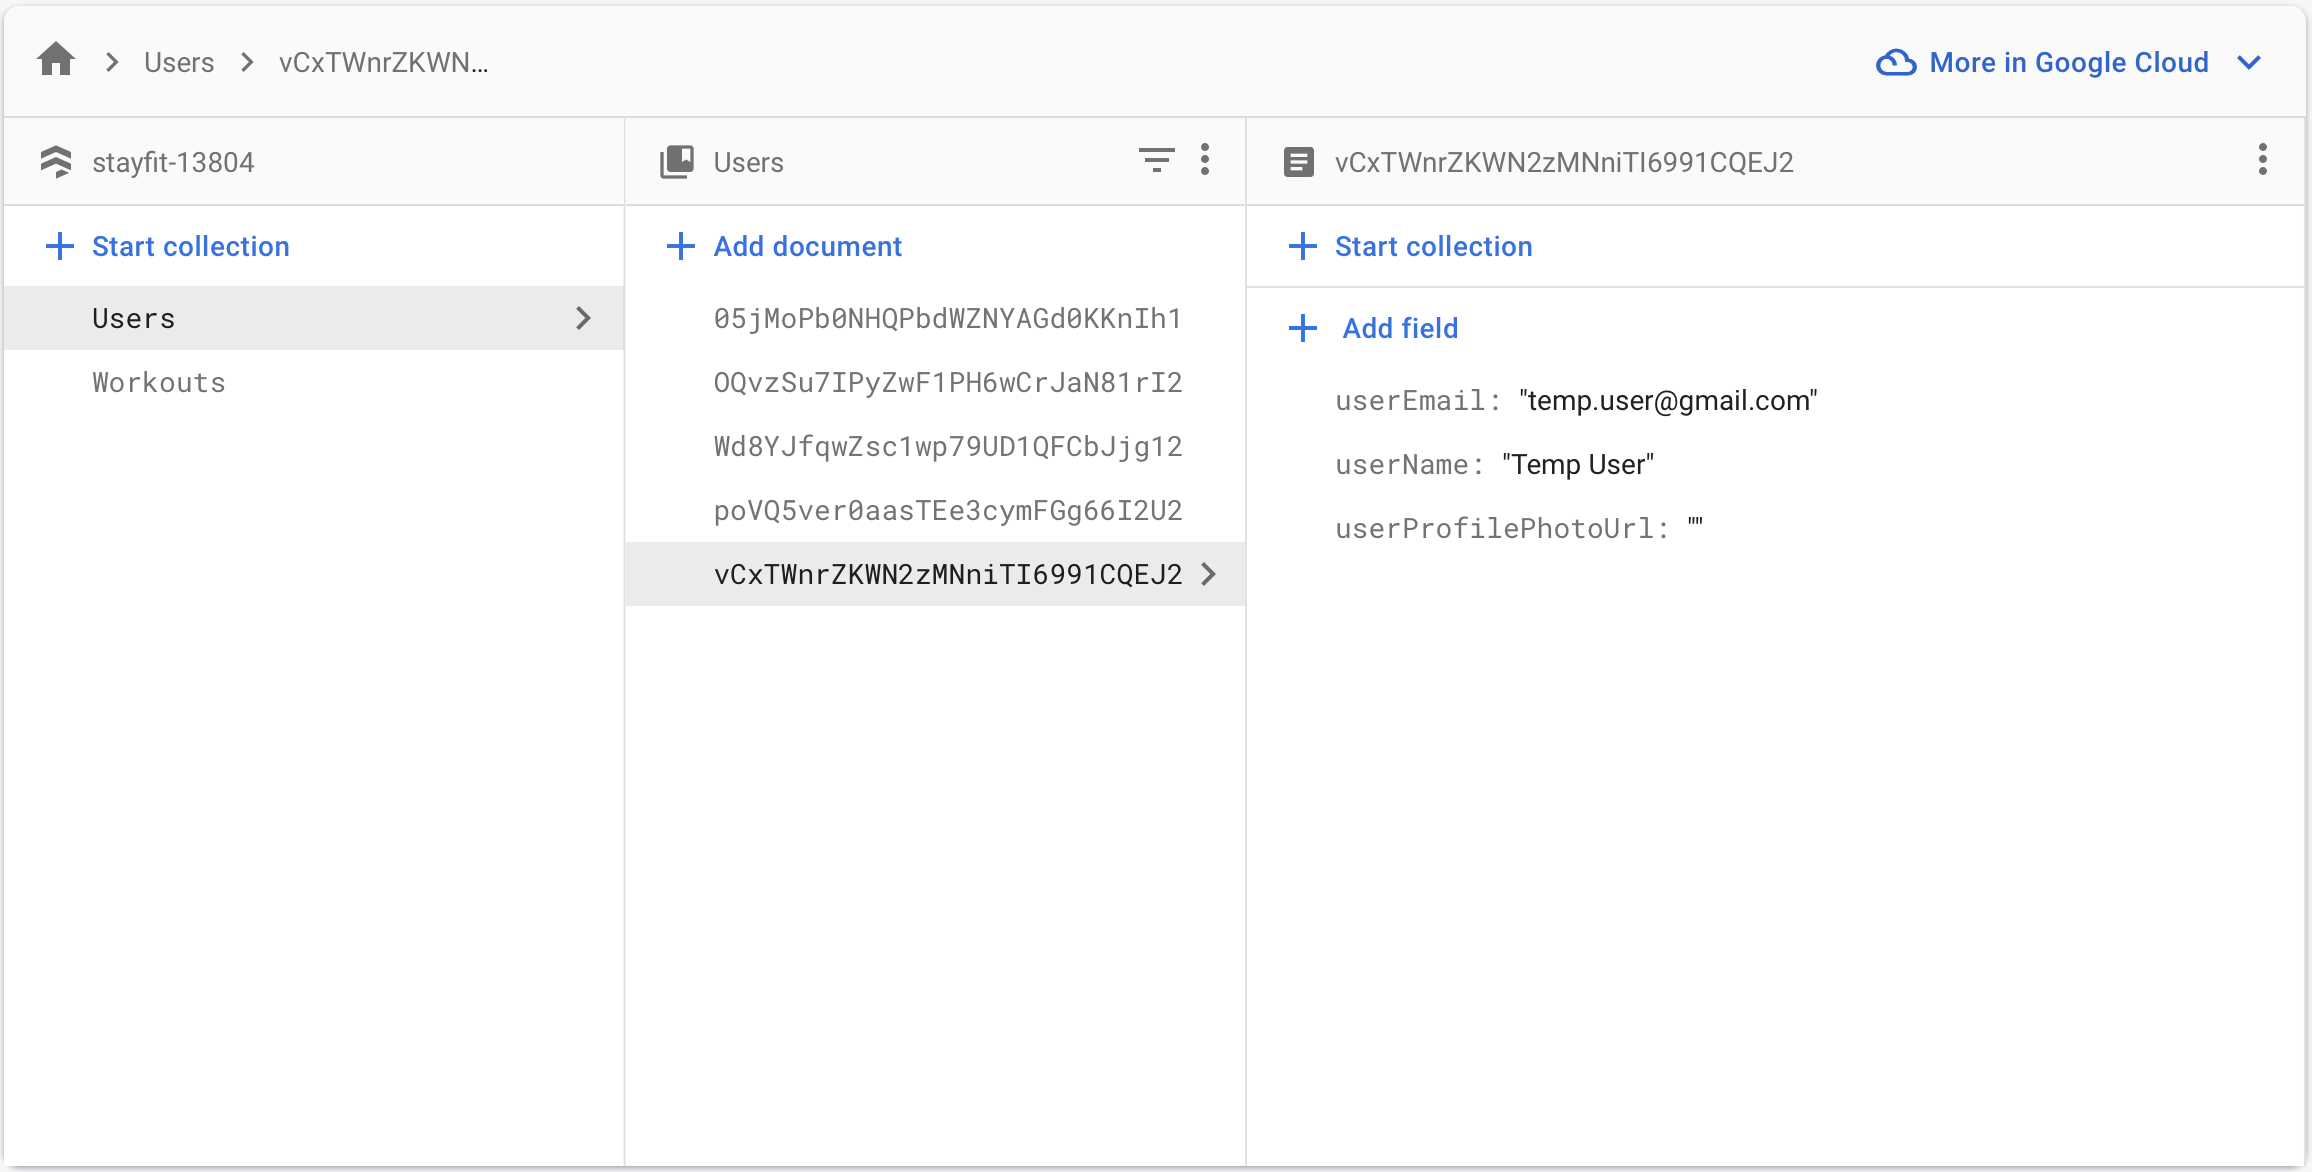 Users
vCxTWnrZKWN...
More in Google Cloud
stayfit-13804
Start collection
Users
Workouts
Users
Add document
05jMoPb0NHQPbdWZNYAGd0KKnIh1
OQvzSu7IPyZwF1PH6wCrJaN81rI2
Wd8YJfqwZsc1wp79UD1QFCbJjg12
poVQ5ver0aasTEe3cymFGg66I2U2
vCxTWnrZKWN2zMNniTI6991CQEJ2
vCxTWnrZKWN2zMNniTI6991CQEJ2
Start collection
Add field
userEmail: "temp.user@gmail.com"
userName: "Temp User"
userProfilePhotoUrl: ""